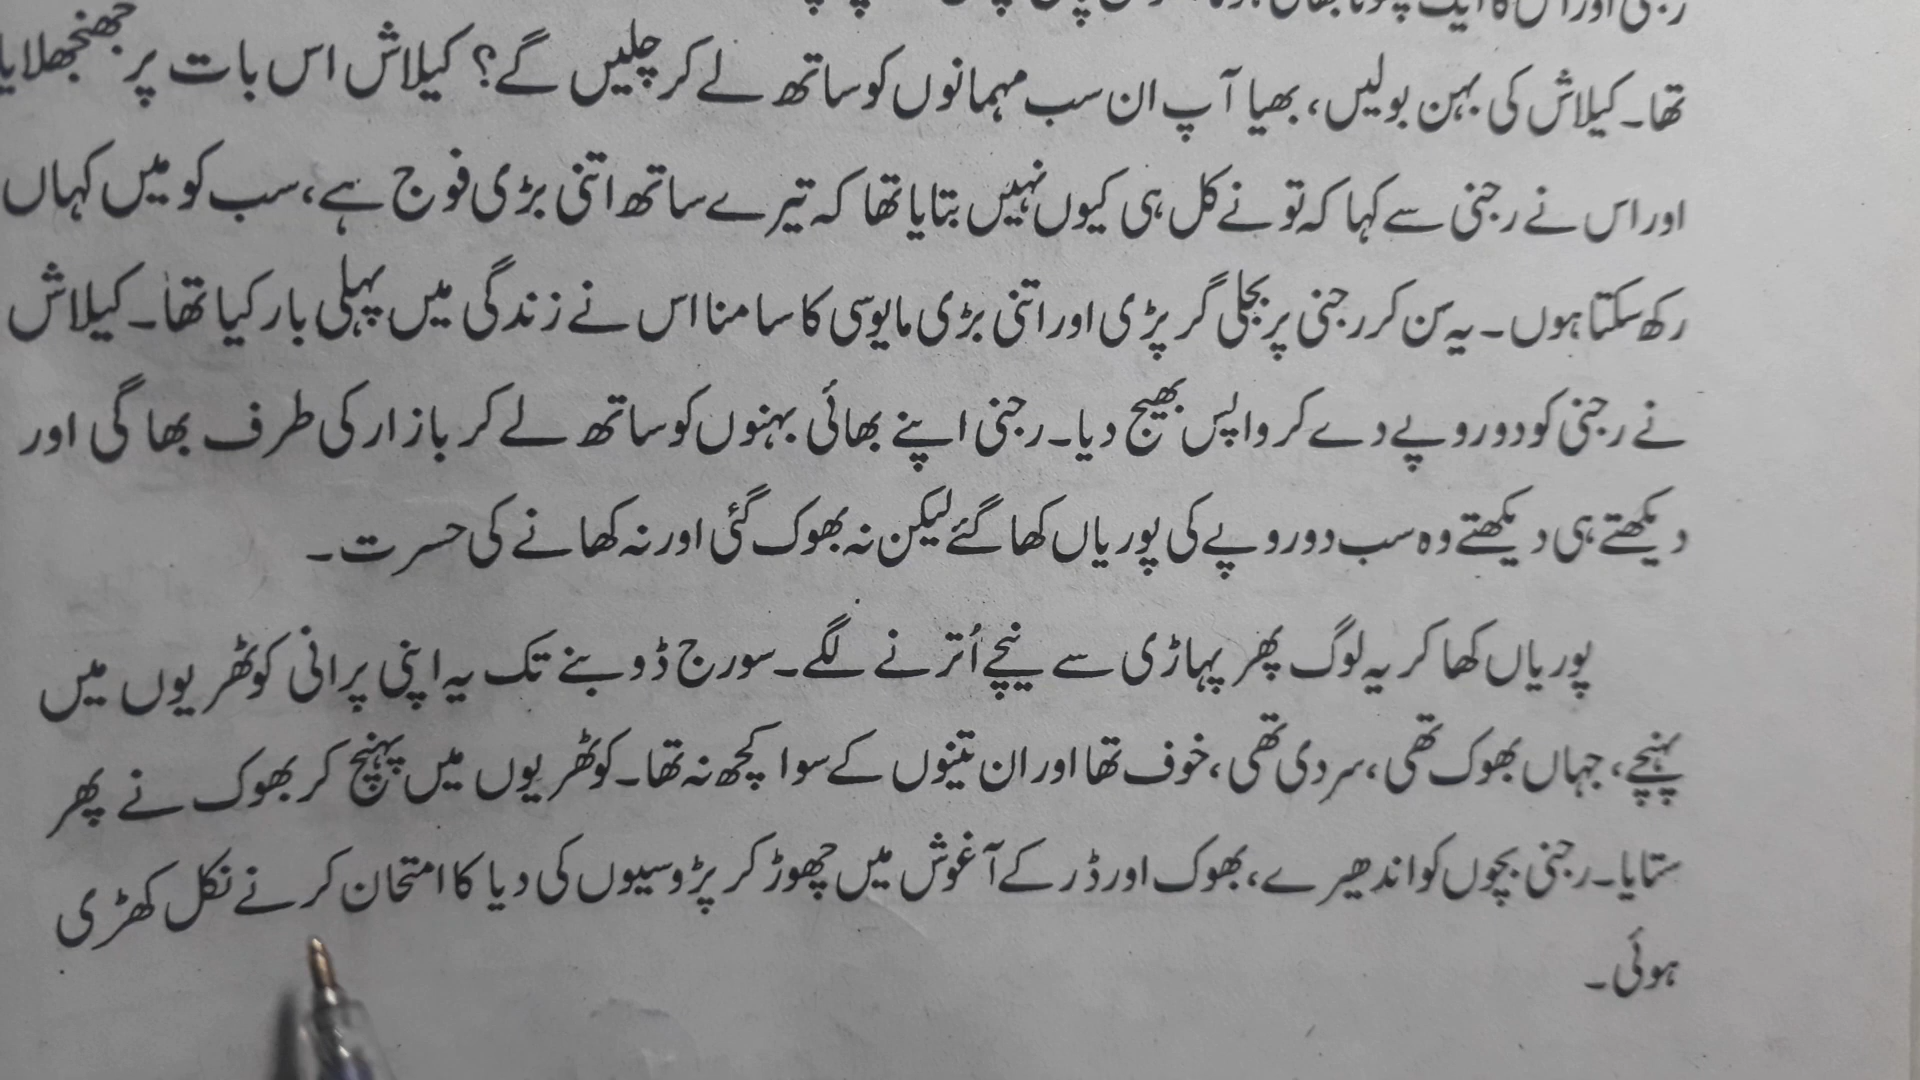 رجنی اور اس کا ایک چھوٹا بھائی
تھا۔ کیلاش کی بہن بولیں، بھیا آپ ان سب مہمانوں کو ساتھ لے کر چلیں گے؟ کیلاش اس بات پر جھنجھلایا
اور اس نے رجنی سے کہا کہ تو نے کل ہی کیوں نہیں بتایا تھا کہ تیرے ساتھ اتنی بڑی فوج ہے، سب کو میں کہاں
رکھ سکتا ہوں۔ یہ سن کر رجنی پر بجلی گر پڑی اور اتنی بڑی مایوسی کا سامنا اس نے زندگی میں پہلی بار کیا تھا۔ کیلاش
نے رجنی کو دو روپے دے کر واپس بھیج دیا۔ رجنی اپنے بھائی بہنوں کو ساتھ لے کر بازار کی طرف بھاگی اور
دیکھتے ہی دیکھتے وہ سب دو روپے کی پوریاں کھا گئے لیکن نہ بھوک گئی اور نہ کھانے کی حسرت۔
پوریاں کھا کر یہ لوگ پھر پہاڑی سے نیچے اُترنے لگے۔ سورج ڈوبنے تک یہ اپنی پرانی کوٹھریوں میں
پہنچے، جہاں بھوک تھی، سردی تھی، خوف تھا اور ان تینوں کے سوا کچھ نہ تھا۔ کوٹھریوں میں پہنچ کر بھوک نے پھر
ستایا۔ رجنی بچوں کو اندھیرے، بھوک اور ڈر کے آغوش میں چھوڑ کر پڑوسیوں کی دیا کا امتحان کرنے نکل کھڑی
ہوئی۔